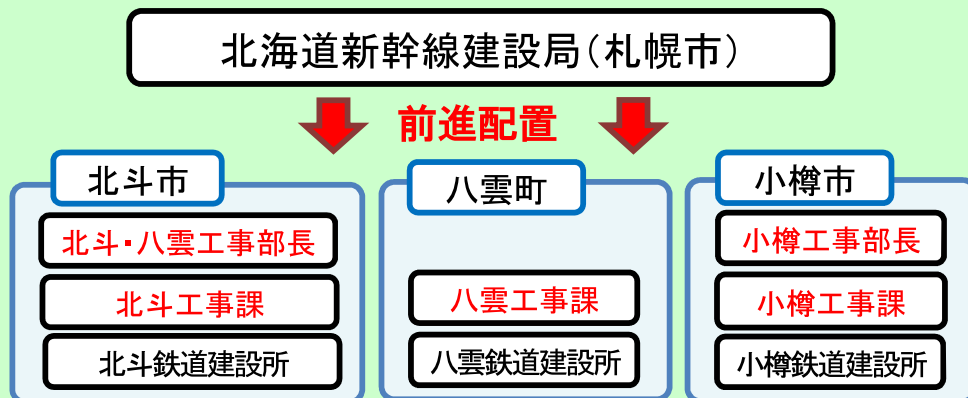 北海道新幹線建設局(札幌市)
前進配置
北斗市
北斗・八雲工事部長
北斗工事課
北斗鉄道建設所
八雲町
八雲工事課
八雲鉄道建設所
小樽市
小樽工事部長
小樽工事課
小樽鉄道建設所